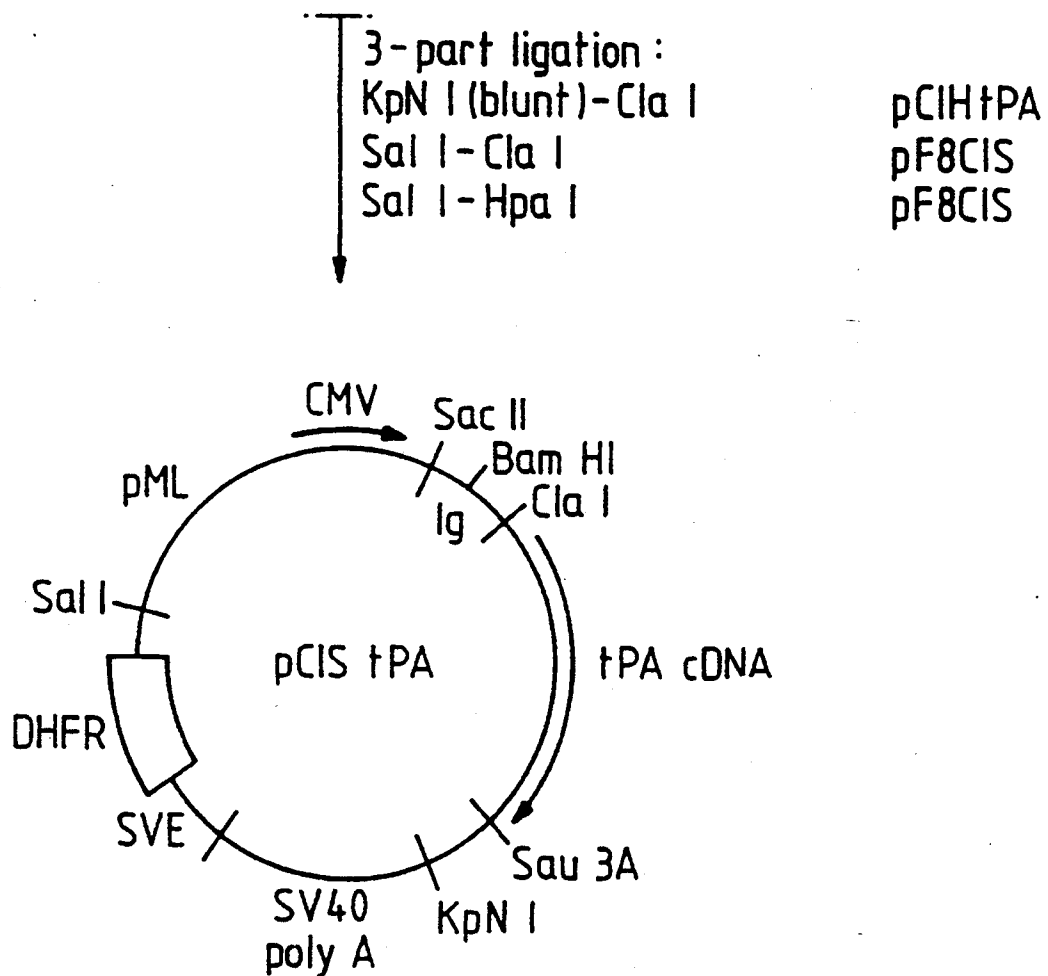 3-part ligation :
KpN I (blunt)-Cla I pCIHtPA
Sal I-Cla I pF8CIS
Sal I-Hpa I pF8CIS
CMV
Sac II
Bam HI
Cla I
Ig
pML
Sal I
pCIS tPA
tPA cDNA
DHFR
SVE
Sau 3A
KpN I
SV40
poly A